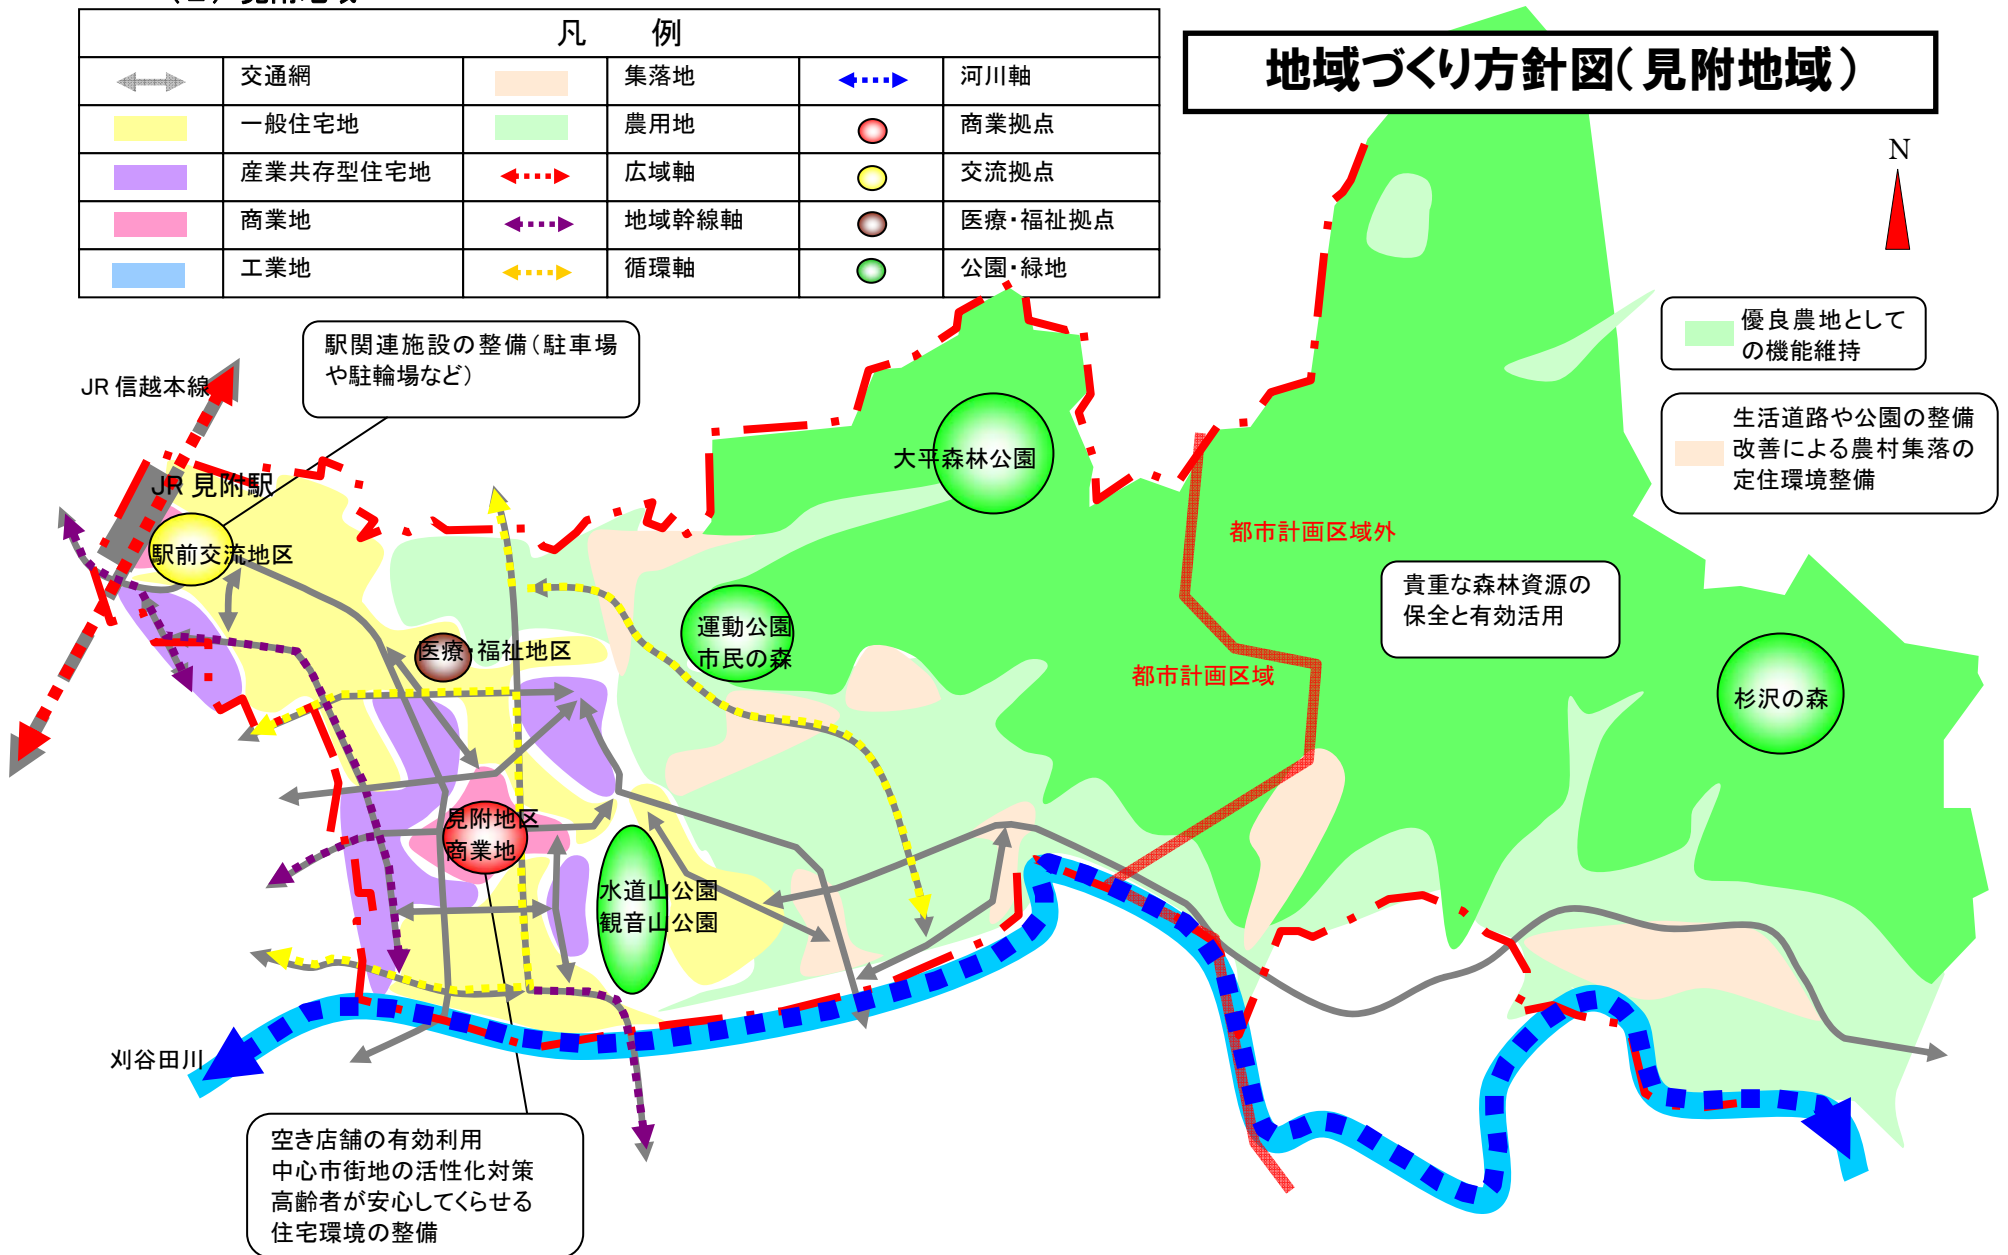 凡　例
交通網
集落地
河川軸
一般住宅地
農用地
商業拠点
産業共存型住宅地
広域軸
交流拠点
商業地
地域幹線軸
医療・福祉拠点
工業地
循環軸
公園・緑地
地域づくり方針図(見附地域)
N
優良農地として
の機能維持
生活道路や公園の整備
改善による農村集落の
定住環境整備
駅関連施設の整備(駐車場
や駐輪場など)
JR 信越本線
JR 見附駅
駅前交流地区
大平森林公園
都市計画区域外
貴重な森林資源の
保全と有効活用
運動公園
市民の森
医療・福祉地区
都市計画区域
杉沢の森
見附地区
商業地
水道山公園
観音山公園
刈谷田川
空き店舗の有効利用
中心市街地の活性化対策
高齢者が安心してくらせる
住宅環境の整備